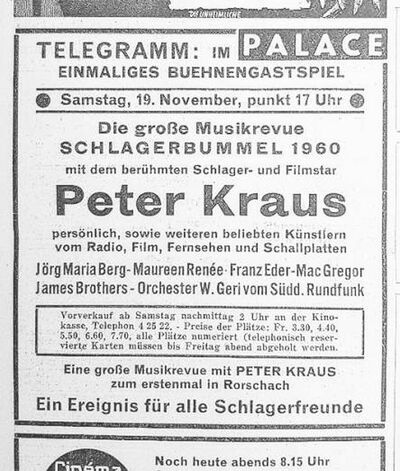 DIE UNHEIMLICHE
TELEGRAMM: IM PALACE
EINMALIGES BUEHNENGASTSPIEL
Samstag, 19. November, punkt 17 Uhr
Die große Musikrevue
SCHLAGERBUMMEL 1960
mit dem berühmten Schlager- und Filmstar
Peter Kraus
persönlich, sowie weiteren beliebten Künstlern
vom Radio, Film, Fernsehen und Schallplatten
Jörg Maria Berg - Maureen Renée - Franz Eder - Mac Gregor
James Brothers - Orchester W. Geri vom Südd. Rundfunk
Vorverkauf ab Samstag nachmittag 2 Uhr an der Kino-
kasse, Telephon 4 25 22. - Preise der Plätze: Fr. 3.30, 4.40,
5.50, 6.60, 7.70, alle Plätze numeriert (telephonisch reser-
vierte Karten müssen bis Freitag abend abgeholt werden.
Eine große Musikrevue mit PETER KRAUS
zum erstenmal in Rorschach
Ein Ereignis für alle Schlagerfreunde
Cinéma
Noch heute abends 8.15 Uhr